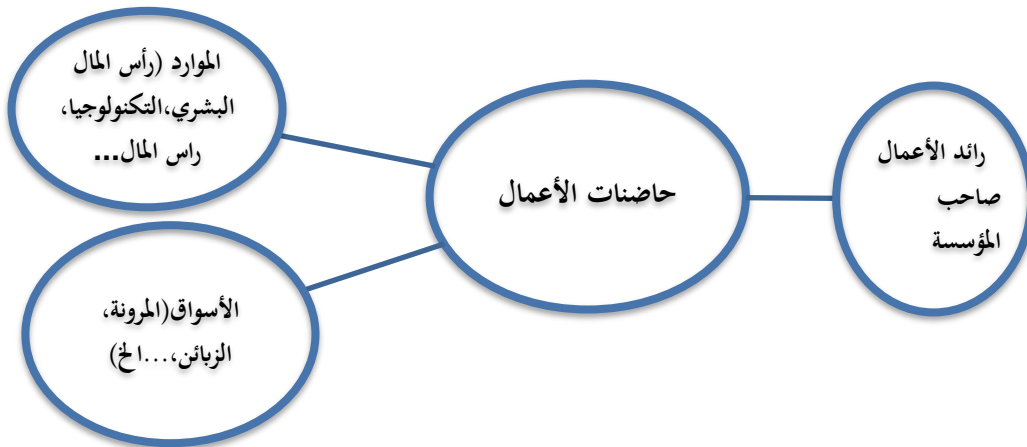 الموارد (رأس المال
البشري،التكنولوجيا،
راس المال...
حاضنات الأعمال
رائد الأعمال
صاحب
المؤسسة
الأسواق(المرونة،
الزبائن،...الخ)